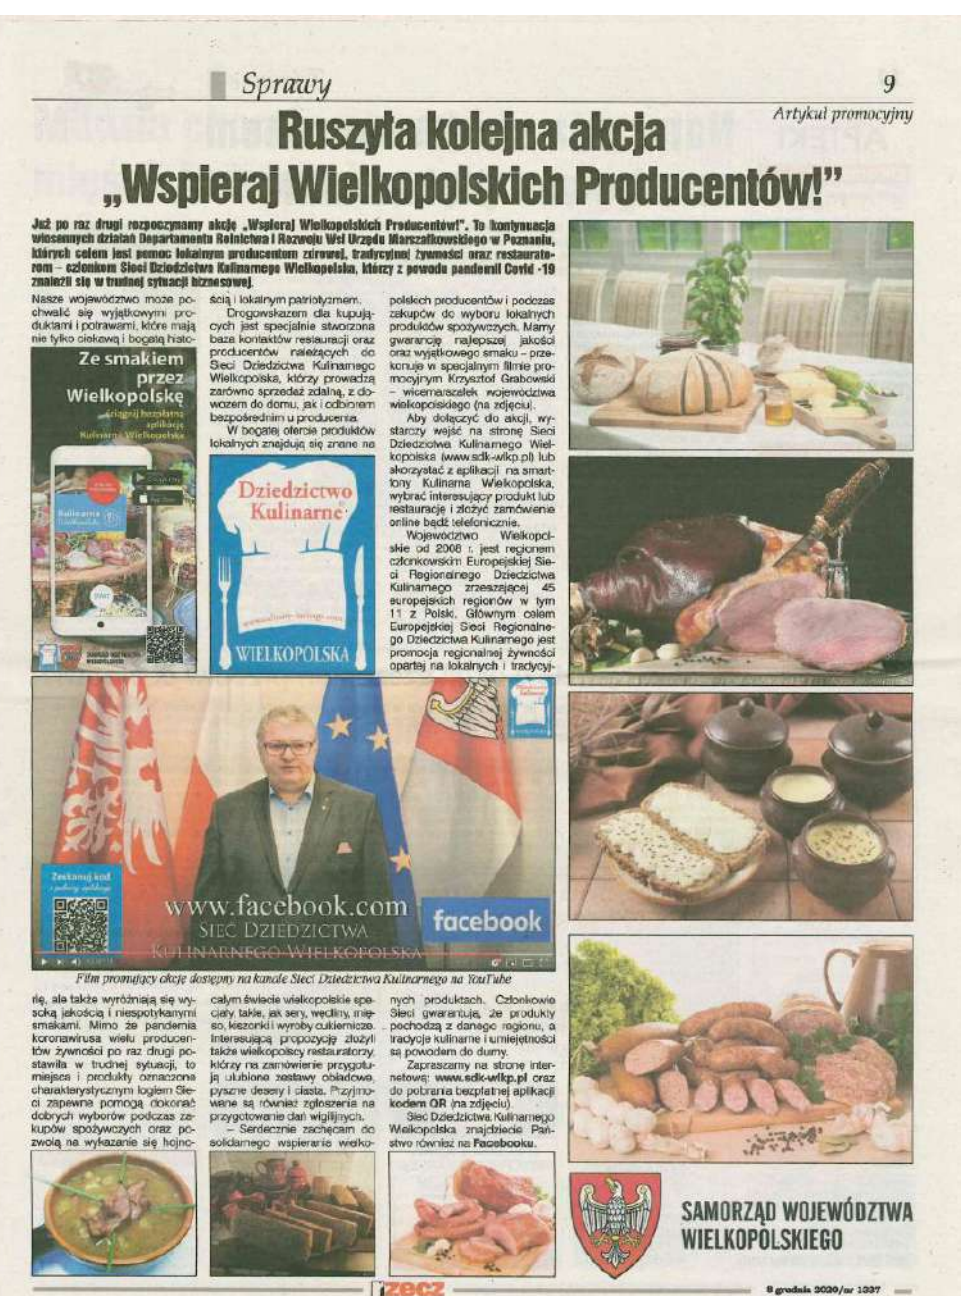 Sprawy
9
Artykuł promocyjny
Ruszyła kolejna akcja
„Wspieraj Wielkopolskich Producentów!”
Już po raz drugi rozpoczynamy akcję „Wspieraj Wielkopolskich Producentów!”. To kontynuacja
wiosennych działań Departamentu Rolnictwa i Rozwoju Wsi Urzędu Marszałkowskiego w Poznaniu,
których celem jest pomoc lokalnym producentom zdrowej, tradycyjnej żywności oraz restaurato-
rom – członkom Sieci Dziedzictwa Kulinarnego Wielkopolska, którzy z powodu pandemii Covid -19
znaleźli się w trudnej sytuacji biznesowej.
Nasze województwo może po-
chwalić się wyjątkowymi pro-
duktami i potrawami, które mają
nie tylko ciekawą i bogatą histo-
Ze smakiem
przez
Wielkopolskę
ściągnij bezpłatną
aplikację
Kulinarna Wielkopolska
Kulinarna
Wielkopolska
START
rię, ale także wyróżniają się wy-
soką jakością i niespotykanymi
smakami. Mimo że pandemia
koronawirusa wielu producen-
tów żywności po raz drugi po-
stawiła w trudnej sytuacji, to
miejsca i produkty oznaczone
charakterystycznym logiem Sie-
ci zapewne pomogą dokonać
dobrych wyborów podczas za-
kupów spożywczych oraz po-
zwolą na wykazanie się hojno-
ścią i lokalnym patriotyzmem.
Drogowskazem dla kupują-
cych jest specjalnie stworzona
baza kontaktów restauracji oraz
producentów należących do
Sieci Dziedzictwa Kulinarnego
Wielkopolska, którzy prowadzą
zarówno sprzedaż zdalną, z do-
wozem do domu, jak i odbiorem
bezpośrednim u producenta.
W bogatej ofercie produktów
lokalnych znajdują się znane na
Dziedzictwo
Kulinarne®
www.culinary-heritage.com
WIELKOPOLSKA
całym świecie wielkopolskie spe-
cjały, takie, jak sery, wędliny, mię-
so, kiszonki i wyroby cukiernicze.
Interesującą propozycję złożyli
także wielkopolscy restauratorzy,
którzy na zamówienie przygotu-
ją ulubione zestawy obiadowe,
pyszne desery i ciasta. Przyjmo-
wane są również zgłoszenia na
przygotowanie dań wigilijnych.
– Serdecznie zachęcam do
solidarnego wspierania wielko-
polskich producentów i podczas
zakupów do wyboru lokalnych
produktów spożywczych. Mamy
gwarancję najlepszej jakości
oraz wyjątkowego smaku – prze-
konuje w specjalnym filmie pro-
mocyjnym Krzysztof Grabowski
– wicemarszałek województwa
wielkopolskiego (na zdjęciu).
Aby dołączyć do akcji, wy-
starczy wejść na stronę Sieci
Dziedzictwa Kulinarnego Wiel-
kopolska (www.sdk-wlkp.pl) lub
skorzystać z aplikacji na smart-
fony Kulinarna Wielkopolska,
wybrać interesujący produkt lub
restaurację i złożyć zamówienie
online bądź telefonicznie.
Województwo Wielkopol-
skie od 2008 r. jest regionem
członkowskim Europejskiej Sie-
ci Regionalnego Dziedzictwa
Kulinarnego zrzeszającej 45
europejskich regionów w tym
11 z Polski. Głównym celem
Europejskiej Sieci Regionalne-
go Dziedzictwa Kulinarnego jest
promocja regionalnej żywności
opartej na lokalnych i tradycyj-
nych produktach. Członkowie
Sieci gwarantują, że produkty
pochodzą z danego regionu, a
tradycje kulinarne i umiejętności
są powodem do dumy.
Zapraszamy na stronę inter-
netową: www.sdk-wlkp.pl oraz
do pobrania bezpłatnej aplikacji
kodem QR (na zdjęciu).
Sieć Dziedzictwa Kulinarnego
Wielkopolska znajdziecie Pań-
stwo również na Facebooku.
Zeskanuj kod
i pobierz aplikację
www.facebook.com
SIEĆ DZIEDZICTWA
KULINARNEGO WIELKOPOLSKA
facebook
Film promujący akcję dostępny na kanale Sieci Dziedzictwa Kulinarnego na YouTube
SAMORZĄD WOJEWÓDZTWA
WIELKOPOLSKIEGO
rzecz
8 grudnia 2020/nr 1337